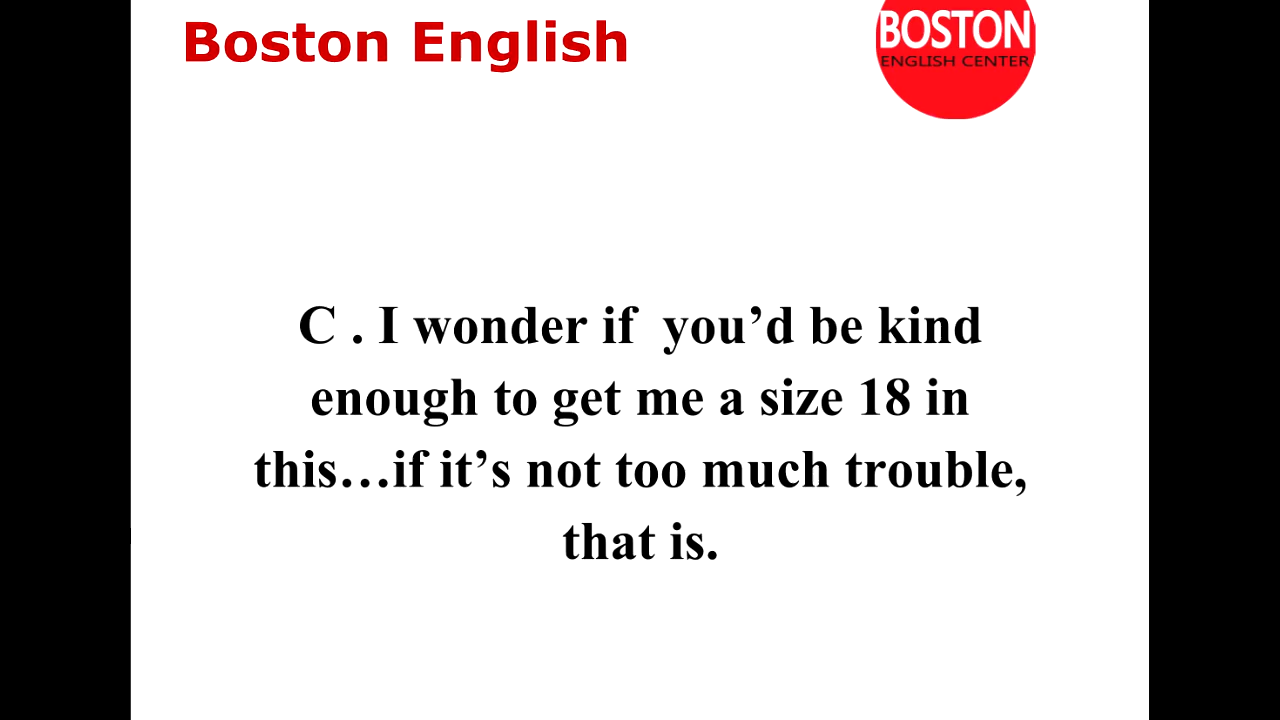 Boston English
BOSTON
ENGLISH CENTER
C . I wonder if  you’d be kind
enough to get me a size 18 in
this…if it’s not too much trouble,
that is.